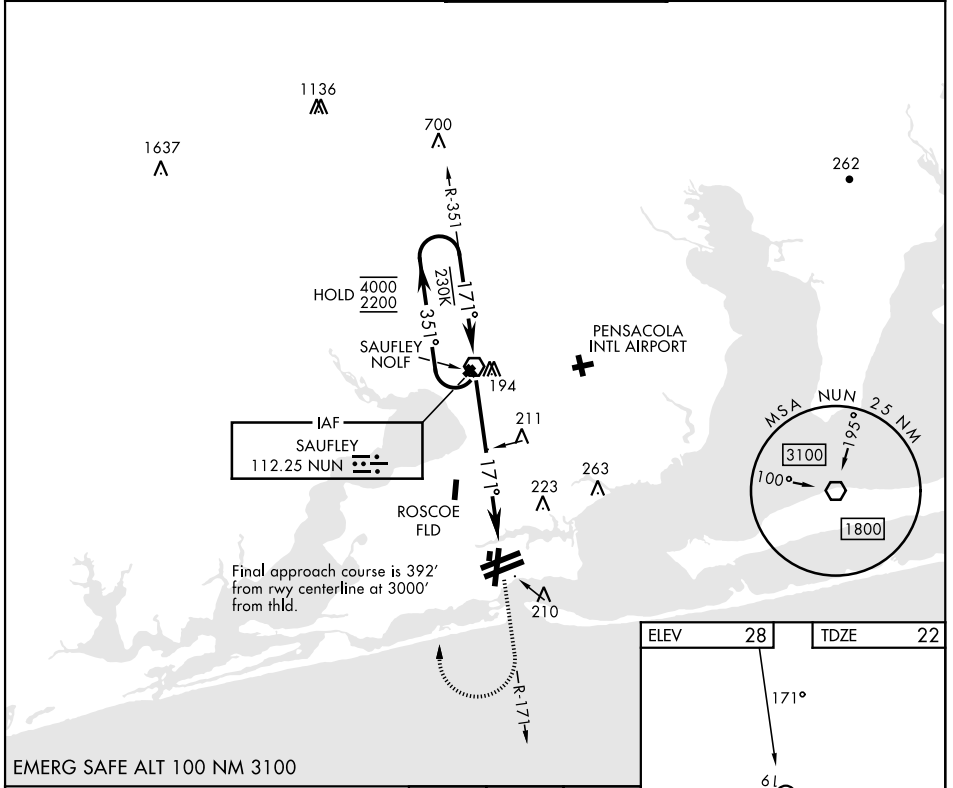 1136
1637
700
262
R-351
HOLD 4000
2200
230K
171°
351°
SAUFLEY
NOLF
194
PENSACOLA
INTL AIRPORT
IAF
SAUFLEY
112.25 NUN
211
171°
ROSCOE
FLD
223
263
MSA NUN 25 NM
195°
3100
100°
1800
Final approach course is 392'
from rwy centerline at 3000'
from thld.
210
R-171
ELEV 28
TDZE 22
171°
61
EMERG SAFE ALT 100 NM 3100